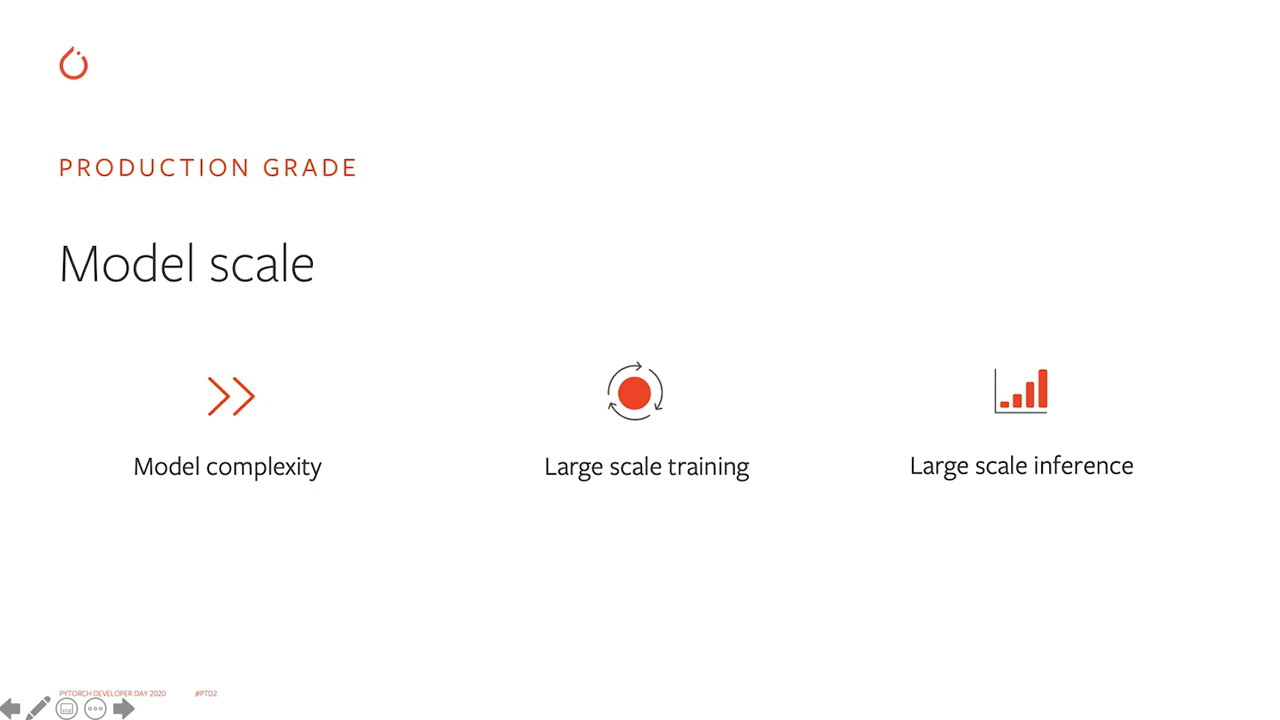 PRODUCTION GRADE
Model scale
Model complexity
Large scale training
Large scale inference
PYTORCH DEVELOPER DAY 2020
#PTD2